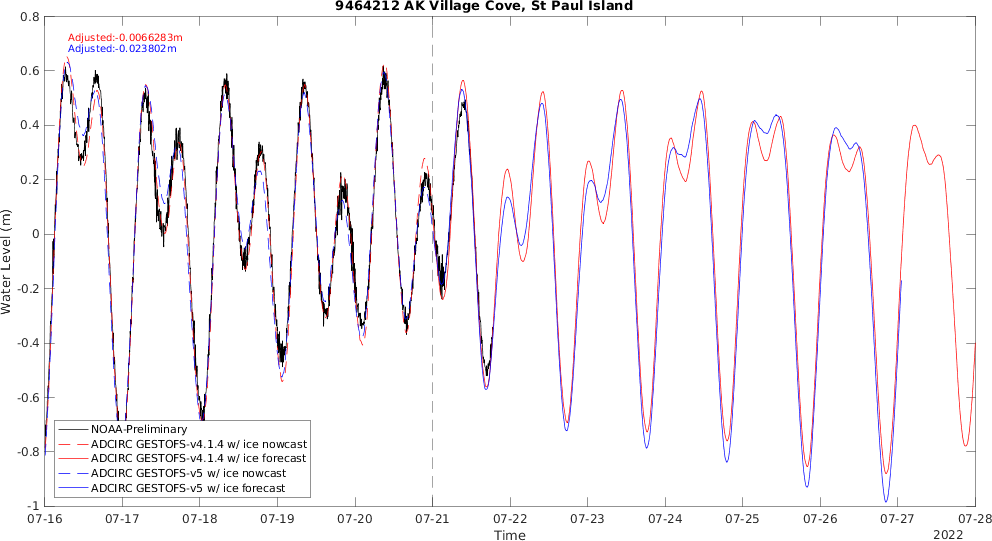 9464212 AK Village Cove, St Paul Island
Adjusted:-0.0066283m
Adjusted:-0.023802m
0.8
0.6
0.4
0.2
0
-0.2
-0.4
-0.6
-0.8
-1
Water Level (m)
NOAA-Preliminary
ADCIRC GESTOFS-v4.1.4 w/ ice nowcast
ADCIRC GESTOFS-v4.1.4 w/ ice forecast
ADCIRC GESTOFS-v5 w/ ice nowcast
ADCIRC GESTOFS-v5 w/ ice forecast
07-16 07-17 07-18 07-19 07-20 07-21 07-22 07-23 07-24 07-25 07-26 07-27 07-28
Time
2022